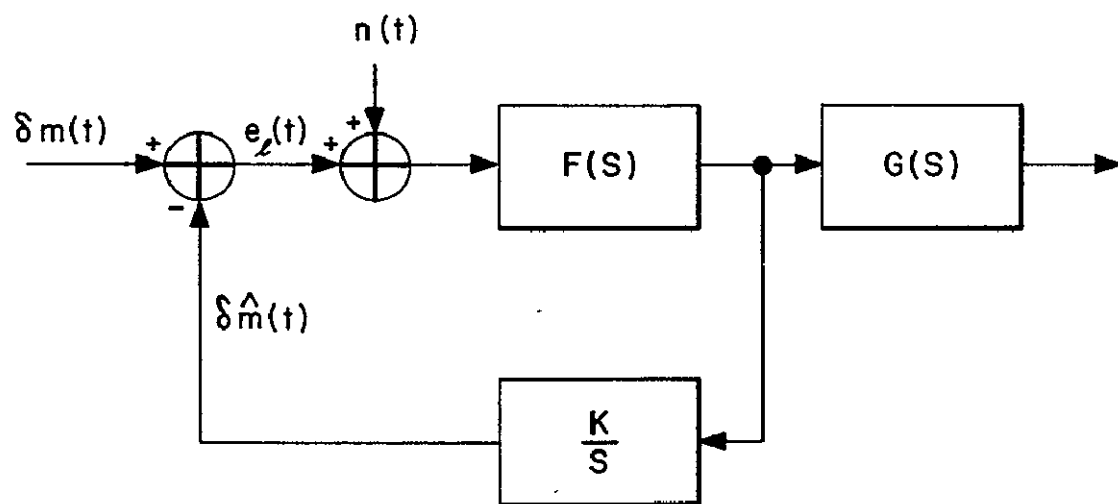 n(t)
δm(t)
+
-
e_ℓ(t)
+
+
F(S)
G(S)
δm̂(t)
K
S